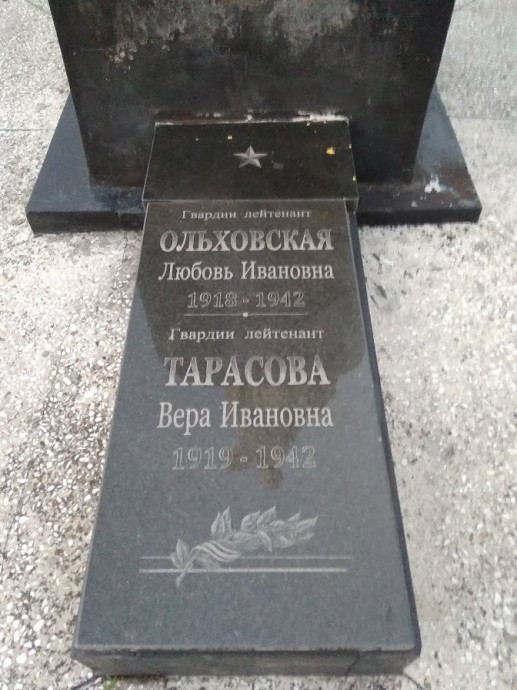 Гвардии лейтенант
ОЛЬХОВСКАЯ
Любовь Ивановна
1918 - 1942
Гвардии лейтенант
ТАРАСОВА
Вера Ивановна
1919 - 1942